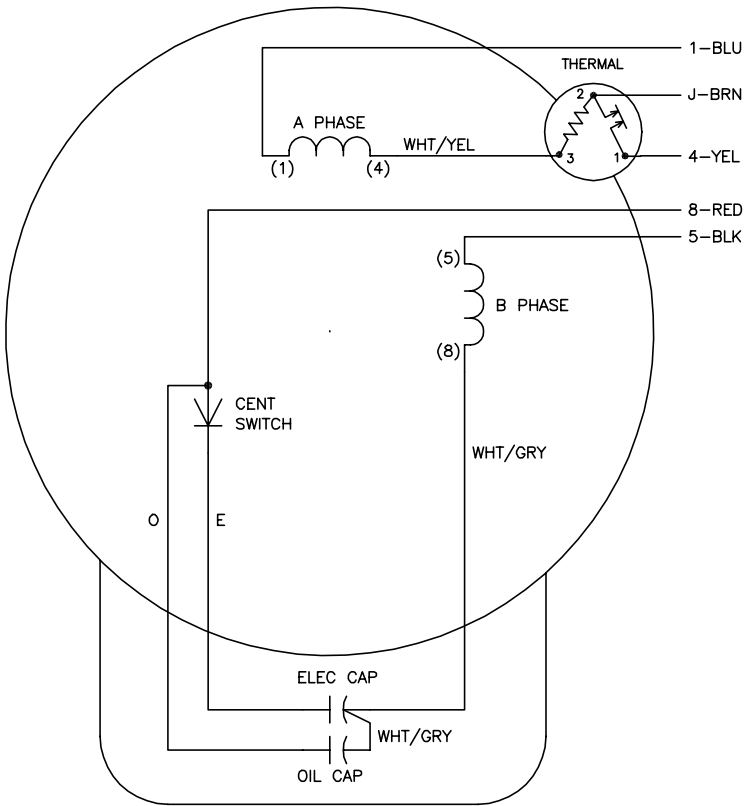 1-BLU
THERMAL
2
J-BRN
A PHASE
WHT/YEL
(1)
(4)
3
1
4-YEL
8-RED
5-BLK
(5)
B PHASE
(8)
CENT
SWITCH
WHT/GRY
O
E
ELEC CAP
WHT/GRY
OIL CAP